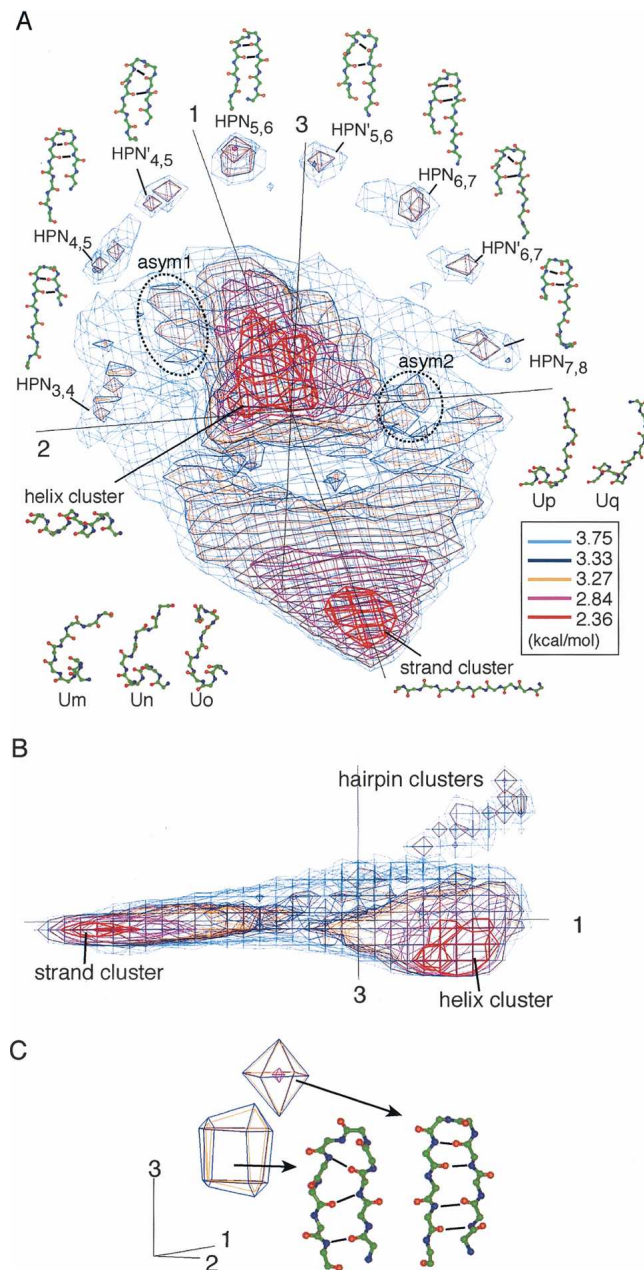 A
1
3
HPN5,6
HPN'5,6
HPN'4,5
HPN6,7
HPN4,5
HPN'6,7
asym1
HPN3,4
asym2
HPN7,8
2
helix cluster
Up
Uq
3.75
3.33
3.27
2.84
2.36
(kcal/mol)
strand cluster
Um
Un
Uo
B
hairpin clusters
1
strand cluster
3
helix cluster
C
3
1
2